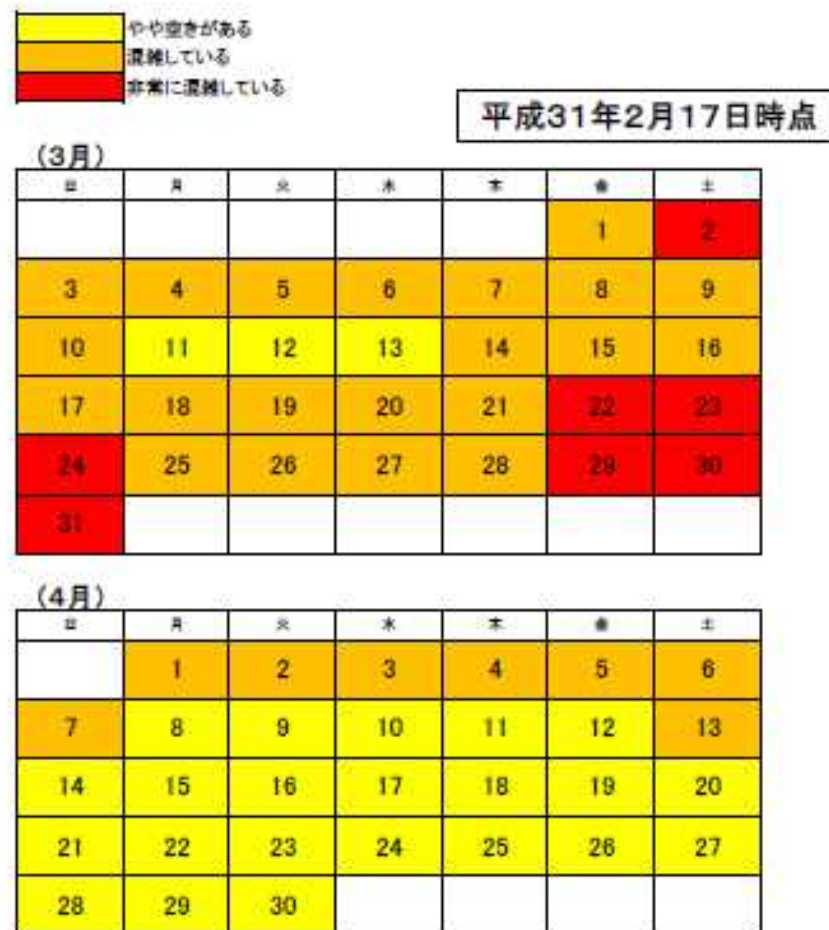 やや空きがある
混雑している
非常に混雑している
平成31年2月17日時点
(3月)
日 月 火 水 木 金 土
1 2
3 4 5 6 7 8 9
10 11 12 13 14 15 16
17 18 19 20 21 22 23
24 25 26 27 28 29 30
31
(4月)
日 月 火 水 木 金 土
1 2 3 4 5 6
7 8 9 10 11 12 13
14 15 16 17 18 19 20
21 22 23 24 25 26 27
28 29 30